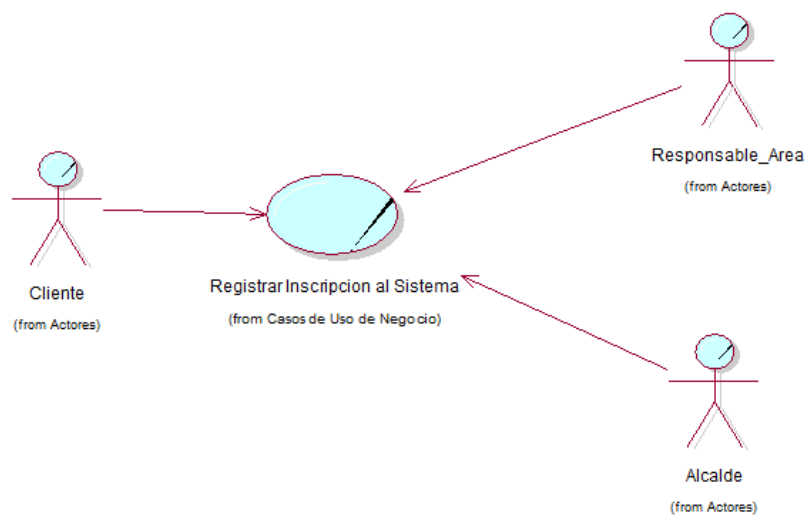 Responsable_Area
(from Actores)
Cliente
(from Actores)
Registrar Inscripcion al Sistema
(from Casos de Uso de Negocio)
Alcalde
(from Actores)